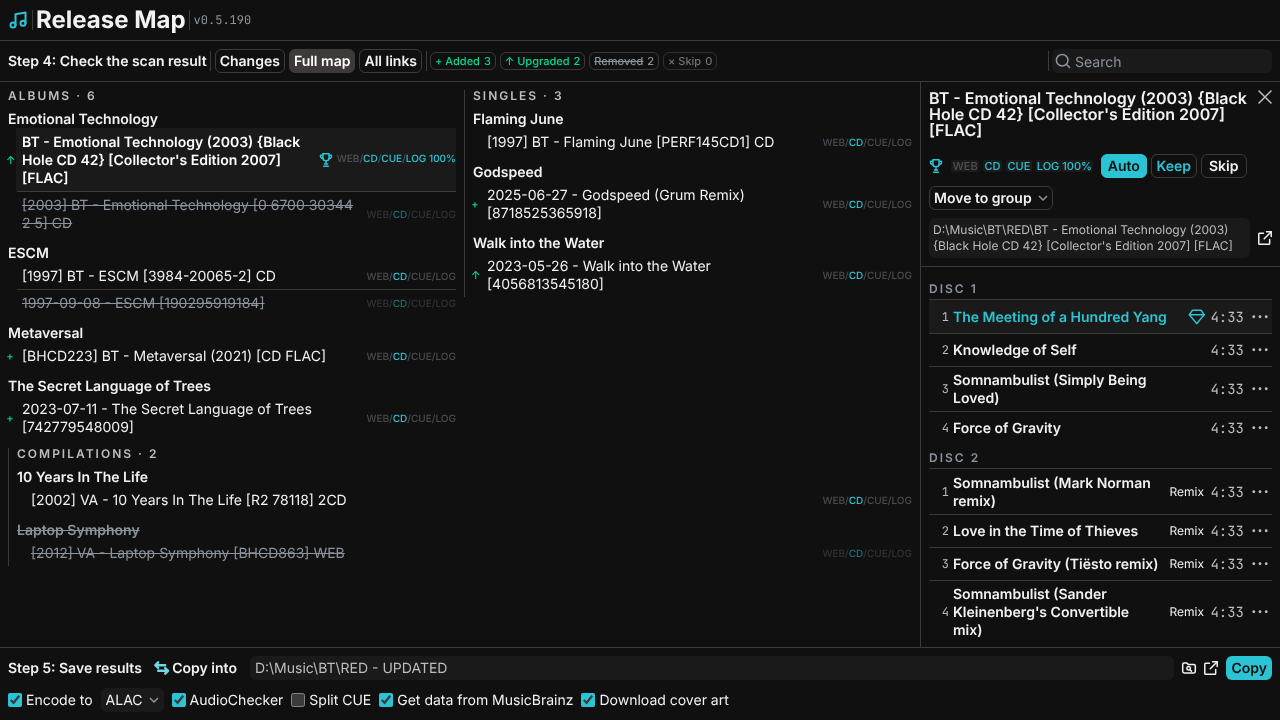 Release Map v0.5.190
Step 4: Check the scan result Changes Full map All links + Added 3 ↑ Upgraded 2 Removed 2 × Skip 0 Search
ALBUMS · 6
Emotional Technology
↑ BT - Emotional Technology (2003) {Black
Hole CD 42} [Collector's Edition 2007]
[FLAC]
WEB/CD/CUE/LOG 100%
[2003] BT - Emotional Technology [0 6700 30344
2 5] CD
WEB/CD/CUE/LOG
ESCM
[1997] BT - ESCM [3984-20065-2] CD WEB/CD/CUE/LOG
1997-09-08 - ESCM [190295919184] WEB/CD/CUE/LOG
Metaversal
+ [BHCD223] BT - Metaversal (2021) [CD FLAC] WEB/CD/CUE/LOG
The Secret Language of Trees
+ 2023-07-11 - The Secret Language of Trees
[742779548009]
WEB/CD/CUE/LOG
SINGLES · 3
Flaming June
[1997] BT - Flaming June [PERF145CD1] CD WEB/CD/CUE/LOG
Godspeed
+ 2025-06-27 - Godspeed (Grum Remix)
[8718525365918]
WEB/CD/CUE/LOG
Walk into the Water
↑ 2023-05-26 - Walk into the Water
[4056813545180]
WEB/CD/CUE/LOG
COMPILATIONS · 2
10 Years In The Life
[2002] VA - 10 Years In The Life [R2 78118] 2CD WEB/CD/CUE/LOG
Laptop Symphony
[2012] VA - Laptop Symphony [BHCD863] WEB WEB/CD/CUE/LOG
BT - Emotional Technology (2003) {Black
Hole CD 42} [Collector's Edition 2007]
[FLAC]
WEB CD CUE LOG 100% Auto Keep Skip
Move to group
D:\Music\BT\RED\BT - Emotional Technology (2003)
{Black Hole CD 42} [Collector's Edition 2007] [FLAC]
DISC 1
1 The Meeting of a Hundred Yang 4:33
2 Knowledge of Self 4:33
3 Somnambulist (Simply Being
Loved) 4:33
4 Force of Gravity 4:33
DISC 2
1 Somnambulist (Mark Norman
remix) Remix 4:33
2 Love in the Time of Thieves Remix 4:33
3 Force of Gravity (Tiësto remix) Remix 4:33
4 Somnambulist (Sander
Kleinenberg's Convertible
mix) Remix 4:33
Step 5: Save results Copy into D:\Music\BT\RED - UPDATED Copy
Encode to ALAC AudioChecker Split CUE Get data from MusicBrainz Download cover art